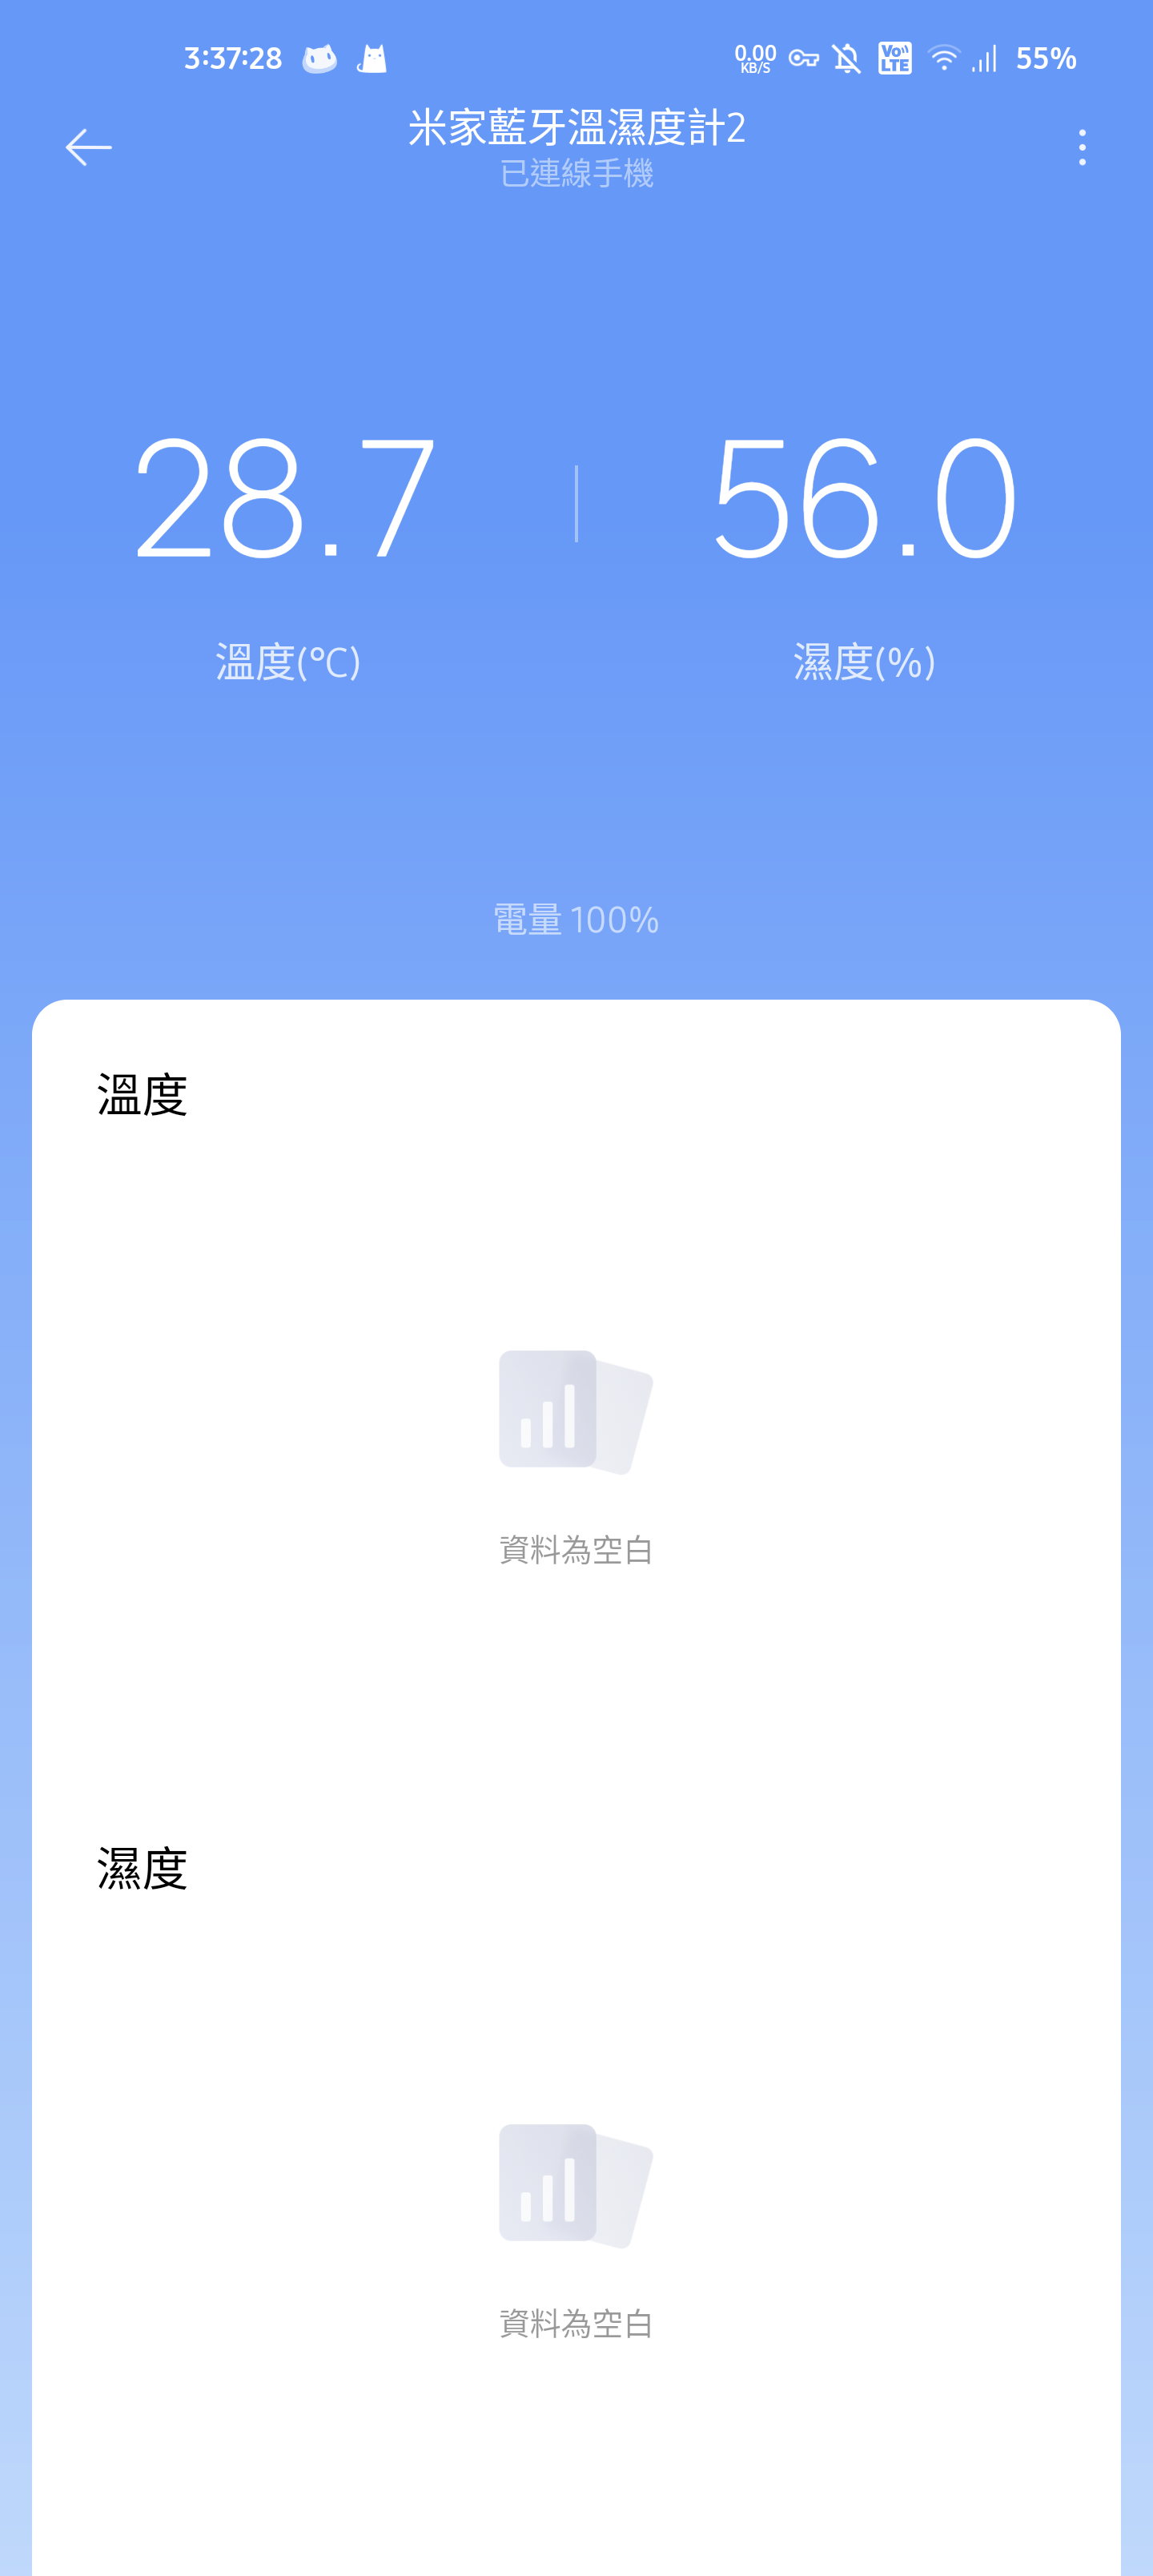 3:37:28
0.00
KB/S
Vo
LTE
55%
米家藍牙溫濕度計2
已連線手機
28.7
56.0
溫度(°C)
濕度(%)
電量 100%
溫度
資料為空白
濕度
資料為空白